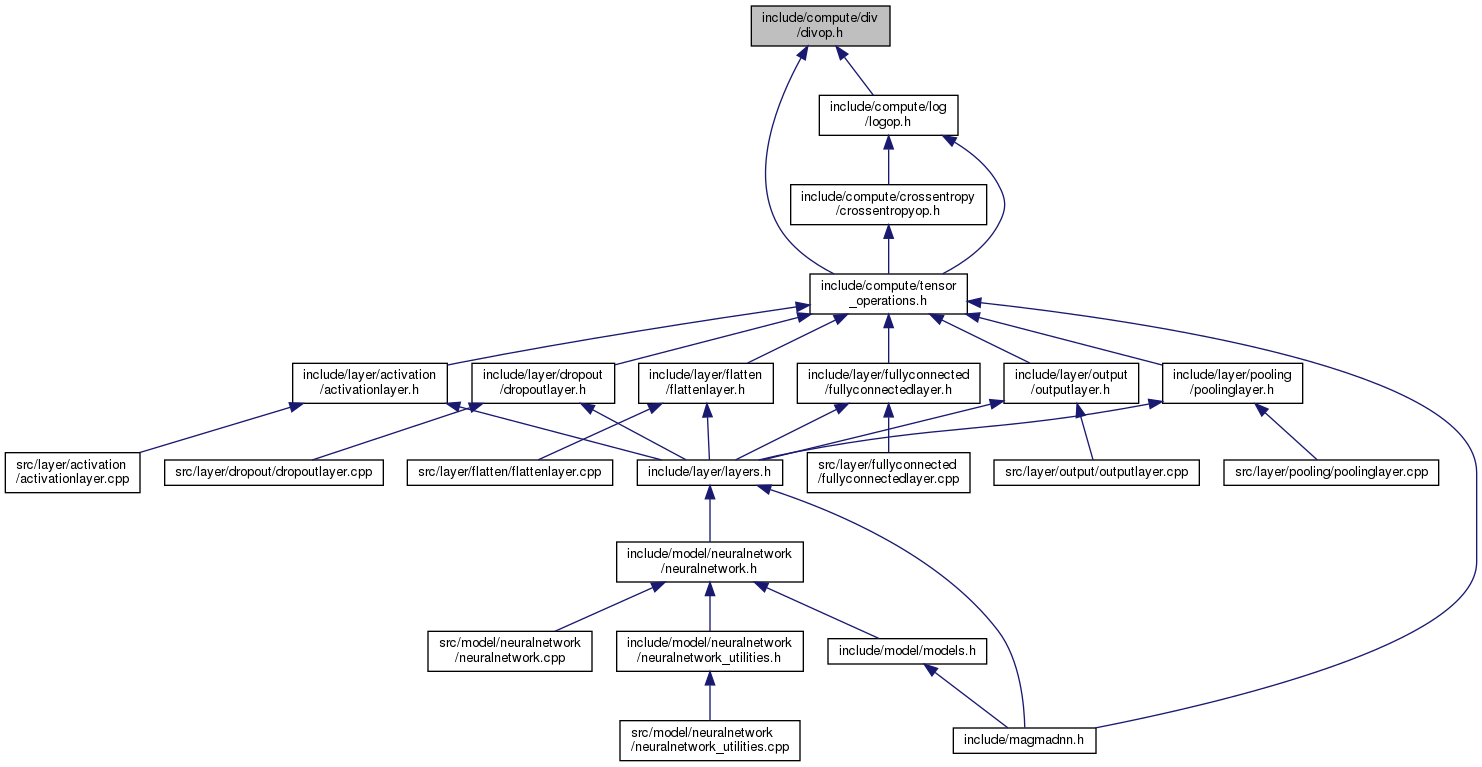 include/compute/div
/divop.h
include/compute/log
/logop.h
include/compute/crossentropy
/crossentropyop.h
include/compute/tensor
_operations.h
include/layer/activation
/activationlayer.h
include/layer/dropout
/dropoutlayer.h
include/layer/flatten
/flattenlayer.h
include/layer/fullyconnected
/fullyconnectedlayer.h
include/layer/output
/outputlayer.h
include/layer/pooling
/poolinglayer.h
src/layer/activation
/activationlayer.cpp
src/layer/dropout/dropoutlayer.cpp
src/layer/flatten/flattenlayer.cpp
include/layer/layers.h
src/layer/fullyconnected
/fullyconnectedlayer.cpp
src/layer/output/outputlayer.cpp
src/layer/pooling/poolinglayer.cpp
include/model/neuralnetwork
/neuralnetwork.h
src/model/neuralnetwork
/neuralnetwork.cpp
include/model/neuralnetwork
/neuralnetwork_utilities.h
include/model/models.h
src/model/neuralnetwork
/neuralnetwork_utilities.cpp
include/magmadnn.h